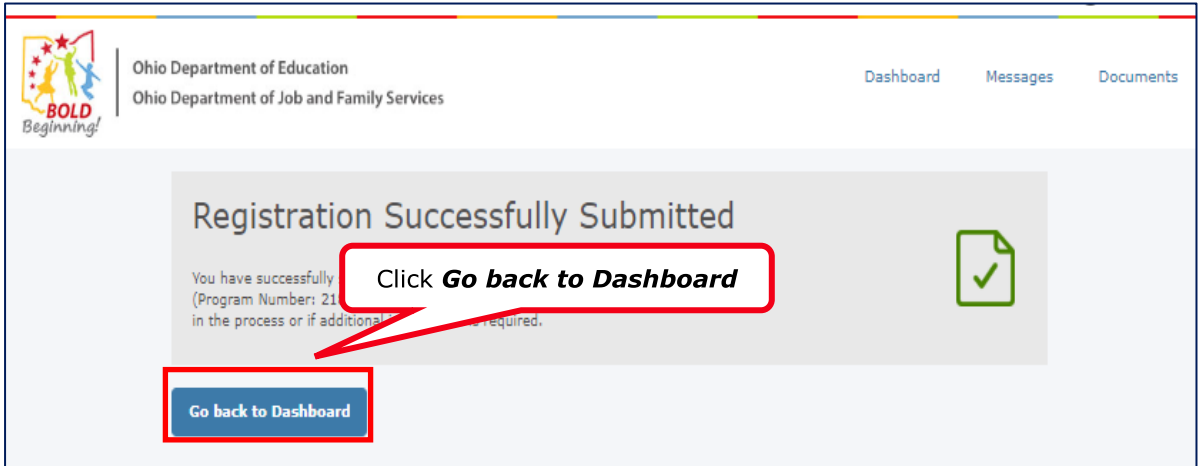 Ohio Department of Education
Ohio Department of Job and Family Services
BOLD
Beginning!
Dashboard Messages Documents
Registration Successfully Submitted
You have successfully
(Program Number: 21
in the process or if additional required.
Click Go back to Dashboard
Go back to Dashboard